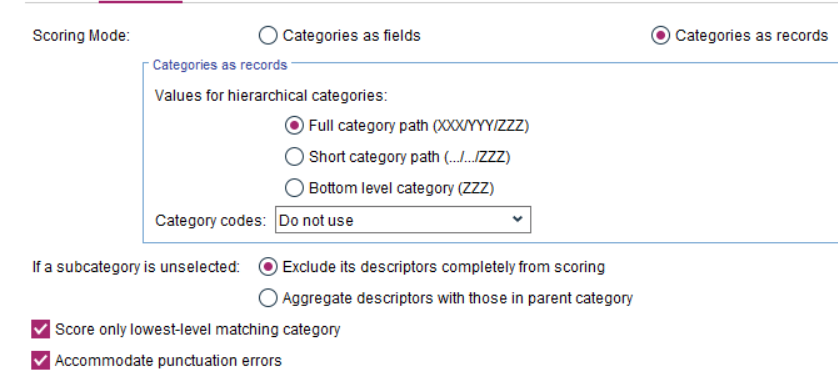 Scoring Mode: Categories as fields Categories as records
Categories as records
Values for hierarchical categories:
Full category path (XXX/YYY/ZZZ)
Short category path (.../.../ZZZ)
Bottom level category (ZZZ)
Category codes: Do not use
If a subcategory is unselected: Exclude its descriptors completely from scoring
Aggregate descriptors with those in parent category
Score only lowest-level matching category
Accommodate punctuation errors